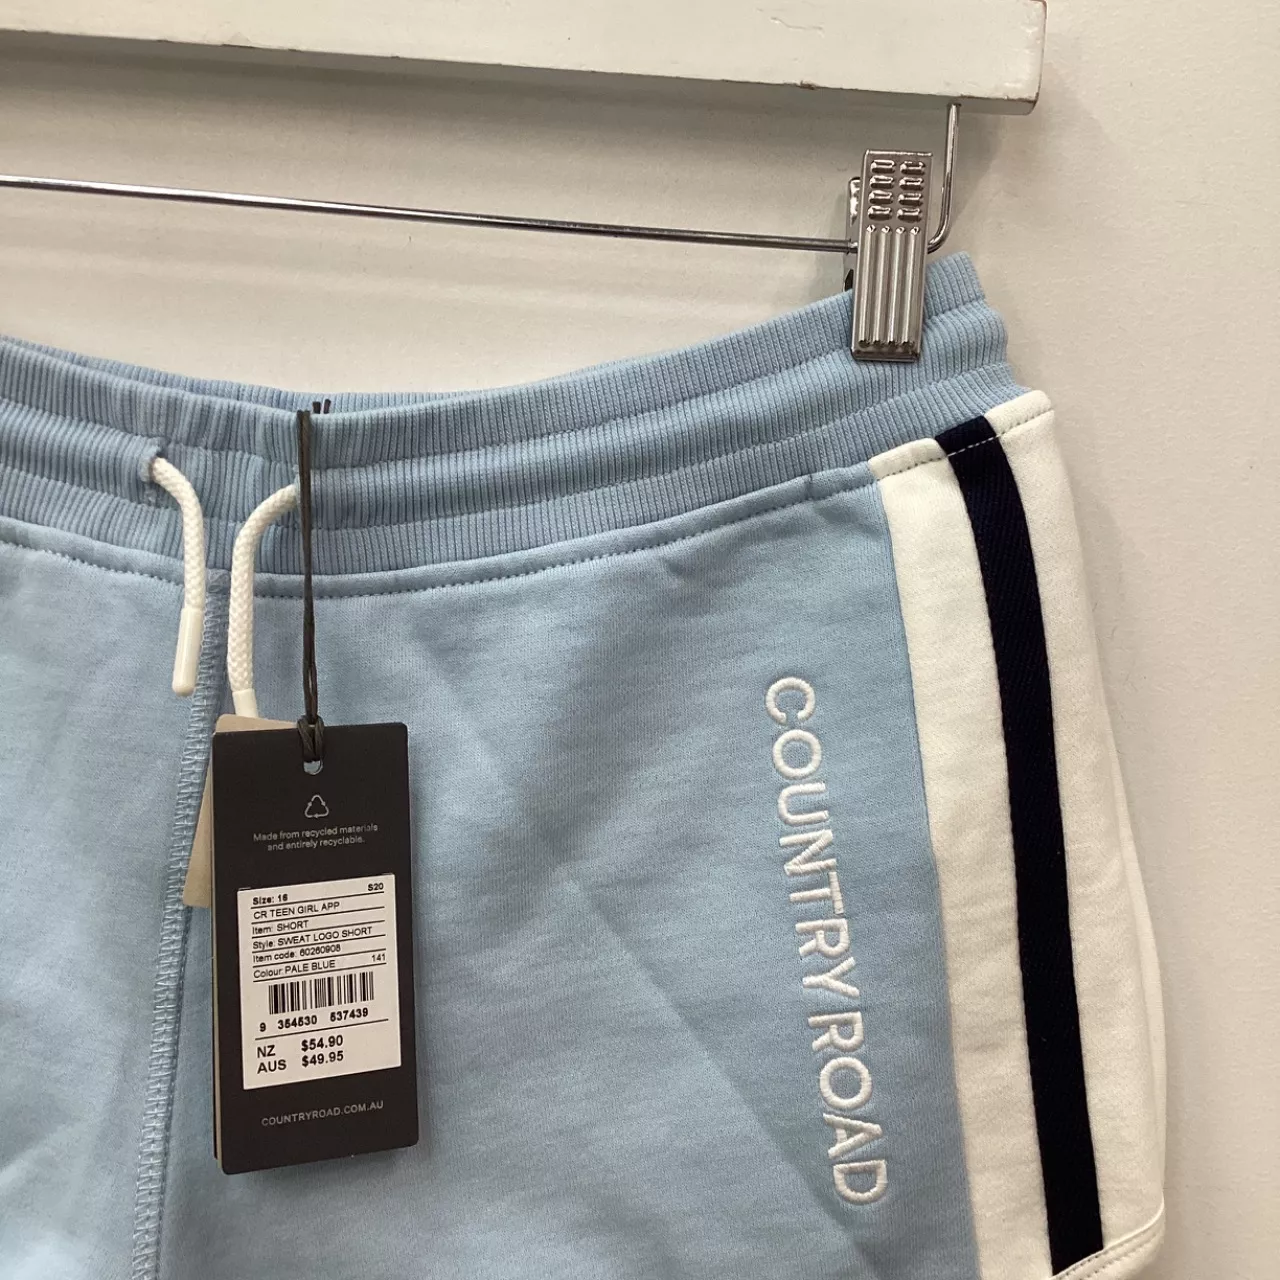 Made from recycled materials
and entirely recyclable.
Size: 16 S20
CR TEEN GIRL APP
Item: SHORT
Style: SWEAT LOGO SHORT
Item code: 60260908
Colour: PALE BLUE 141
9 354530 537439
NZ $54.90
AUS $49.95
COUNTRYROAD.COM.AU
COUNTRY ROAD